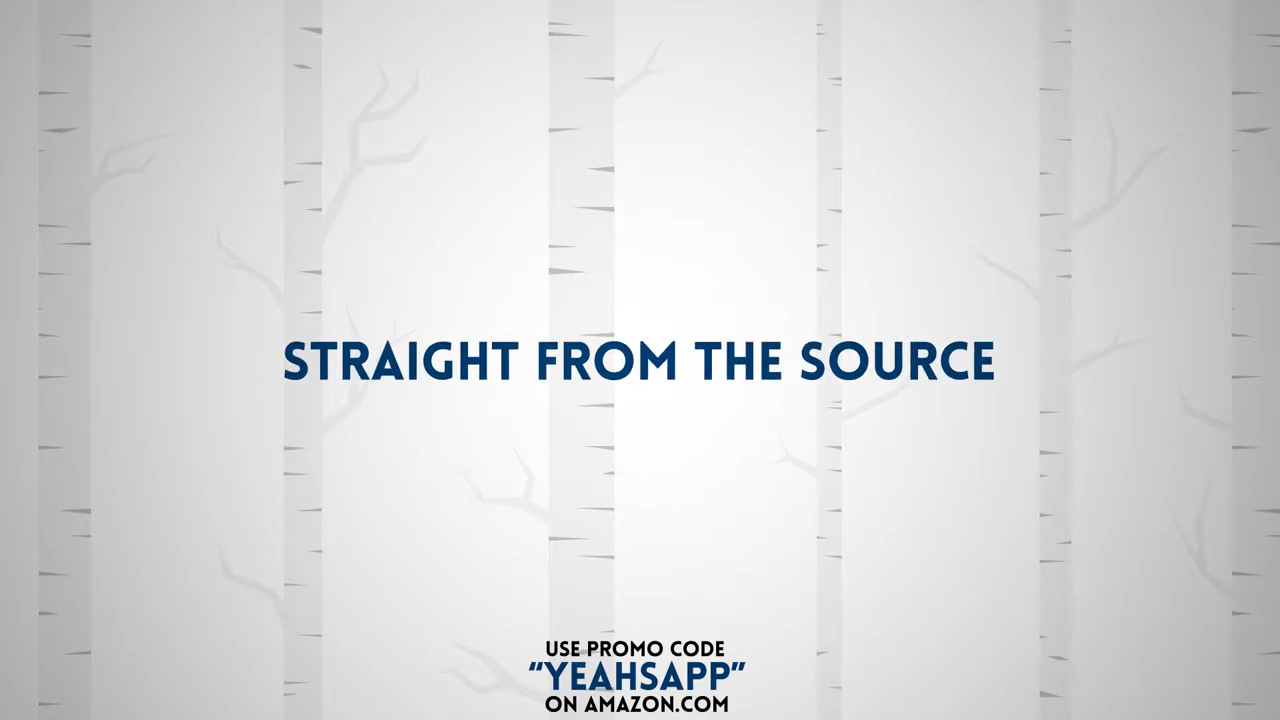 STRAIGHT FROM THE SOURCE
USE PROMO CODE
“YEAHSAPP”
ON AMAZON.COM